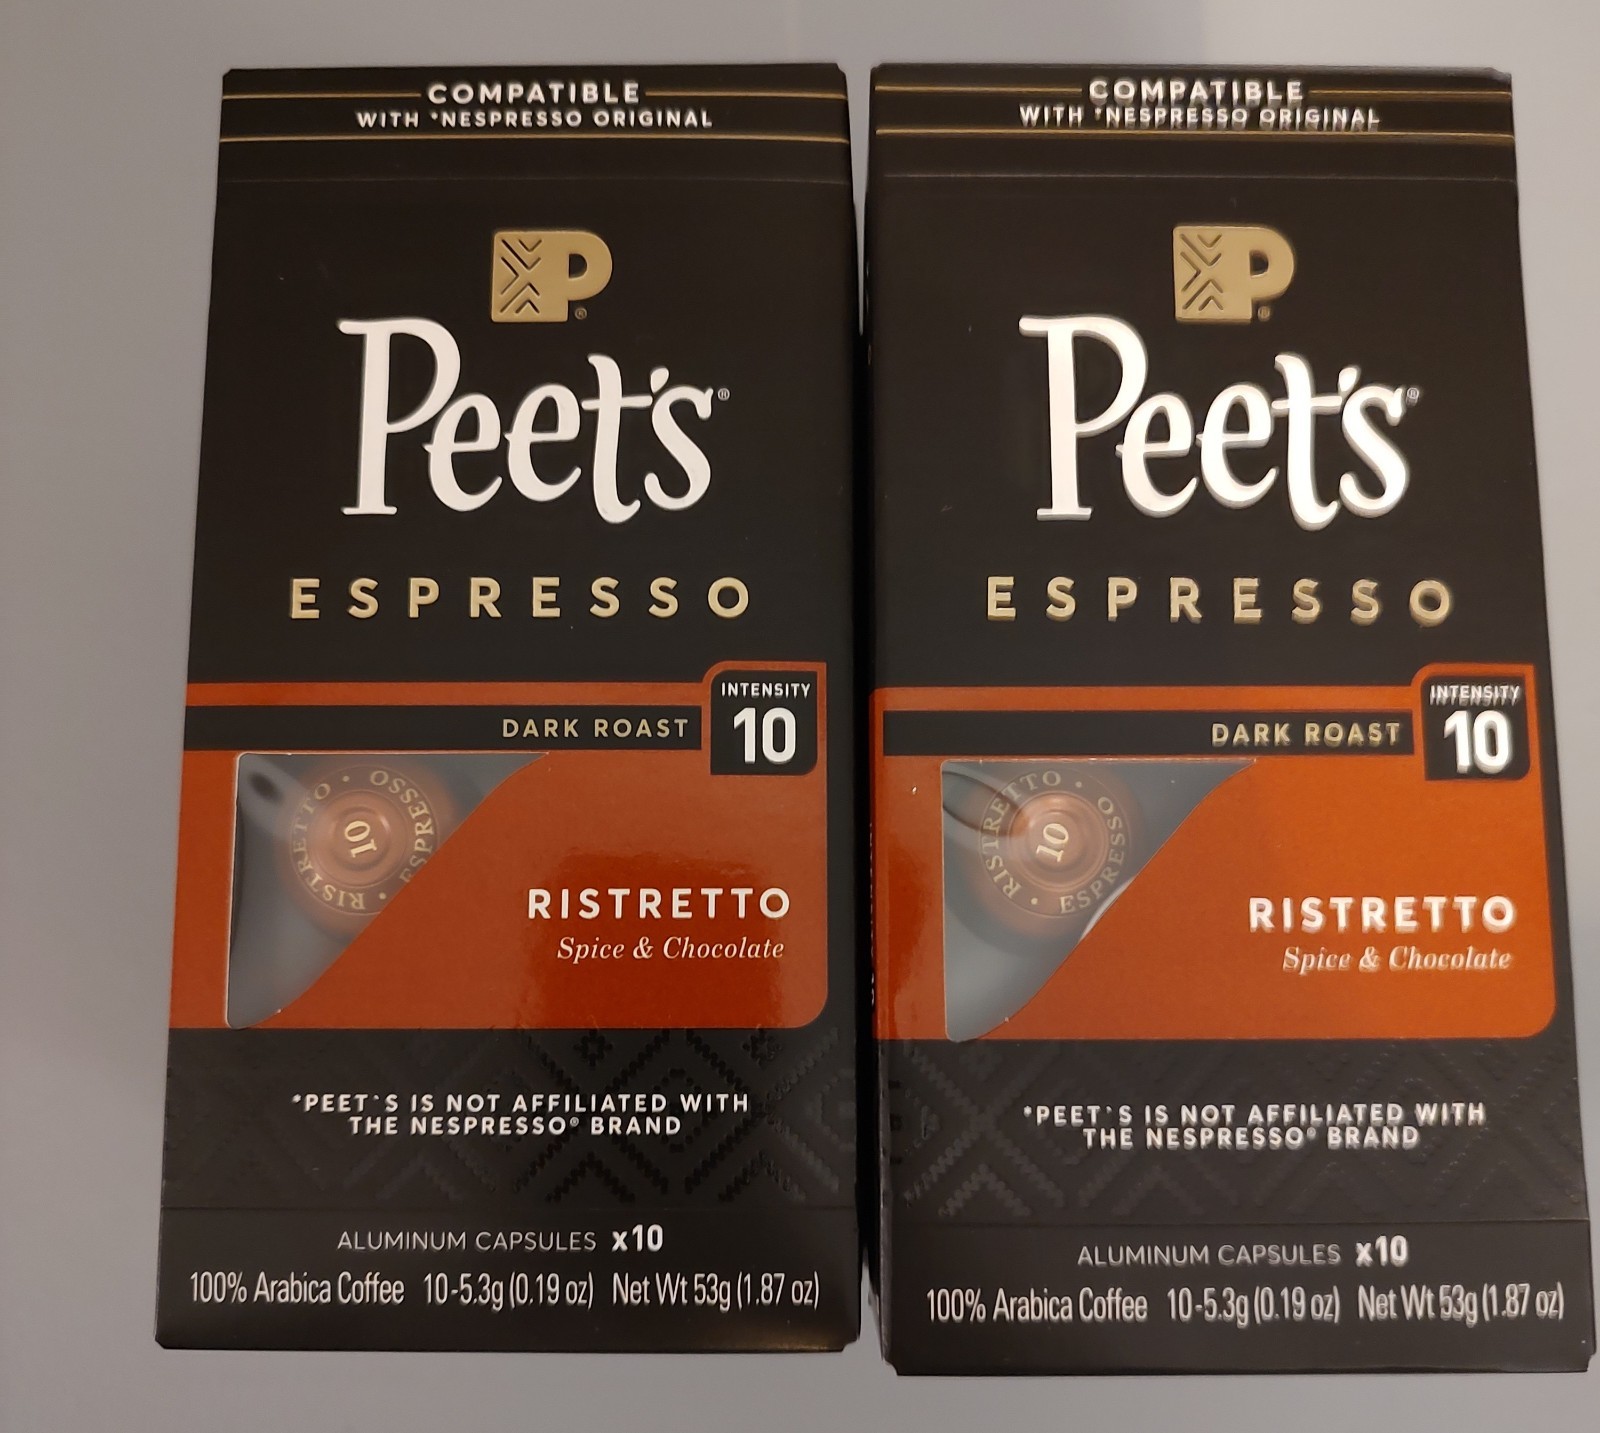 COMPATIBLE
WITH *NESPRESSO ORIGINAL
P®
Peet's®
ESPRESSO
INTENSITY
10
DARK ROAST
RISTRETTO • ESPRESSO •
10
RISTRETTO
Spice & Chocolate
*PEET`S IS NOT AFFILIATED WITH
THE NESPRESSO® BRAND
ALUMINUM CAPSULES x10
100% Arabica Coffee 10-5.3g (0.19 oz) Net Wt 53g (1.87 oz)
COMPATIBLE
WITH *NESPRESSO ORIGINAL
P®
Peet's®
ESPRESSO
INTENSITY
10
DARK ROAST
RISTRETTO • ESPRESSO •
10
RISTRETTO
Spice & Chocolate
*PEET`S IS NOT AFFILIATED WITH
THE NESPRESSO® BRAND
ALUMINUM CAPSULES x10
100% Arabica Coffee 10-5.3g (0.19 oz) Net Wt 53g (1.87 oz)